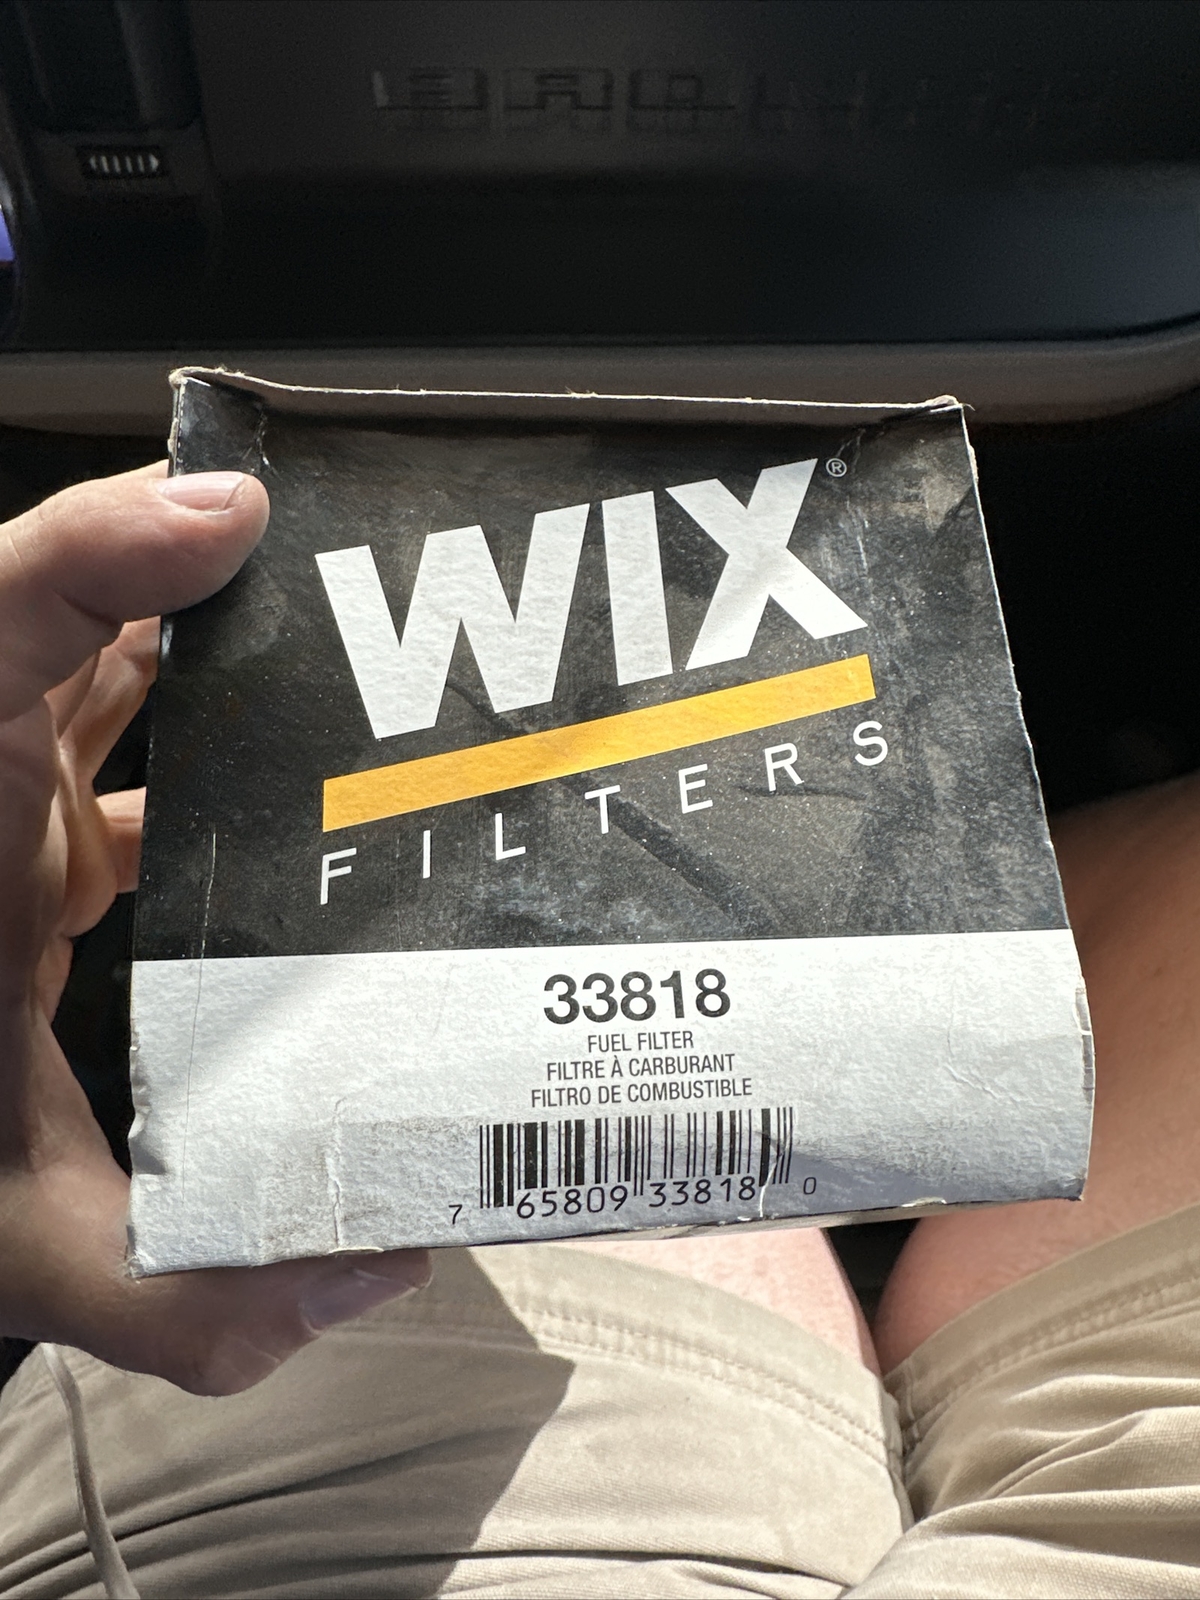 WIX®
FILTERS
33818
FUEL FILTER
FILTRE À CARBURANT
FILTRO DE COMBUSTIBLE
7 65809 33818 0